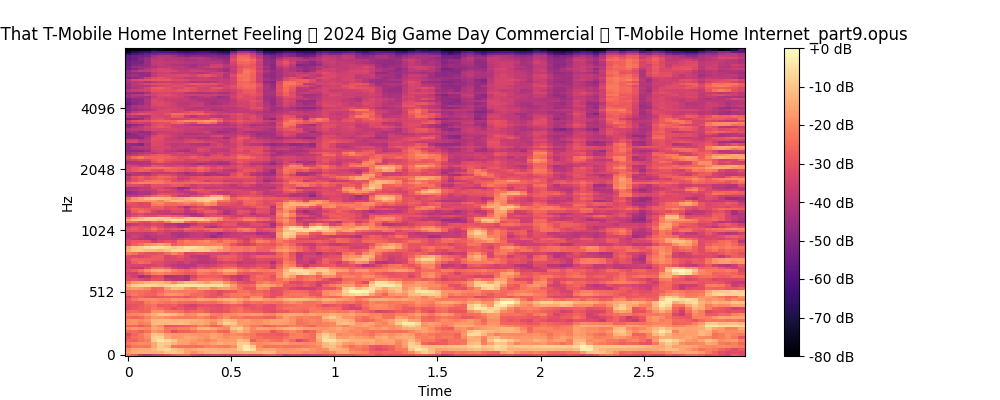 That T-Mobile Home Internet Feeling 2024 Big Game Day Commercial T-Mobile Home Internet_part9.opus
+0 dB
-10 dB
-20 dB
-30 dB
-40 dB
-50 dB
-60 dB
-70 dB
-80 dB
4096
2048
1024
512
0
Hz
0
0.5
1
1.5
2
2.5
Time